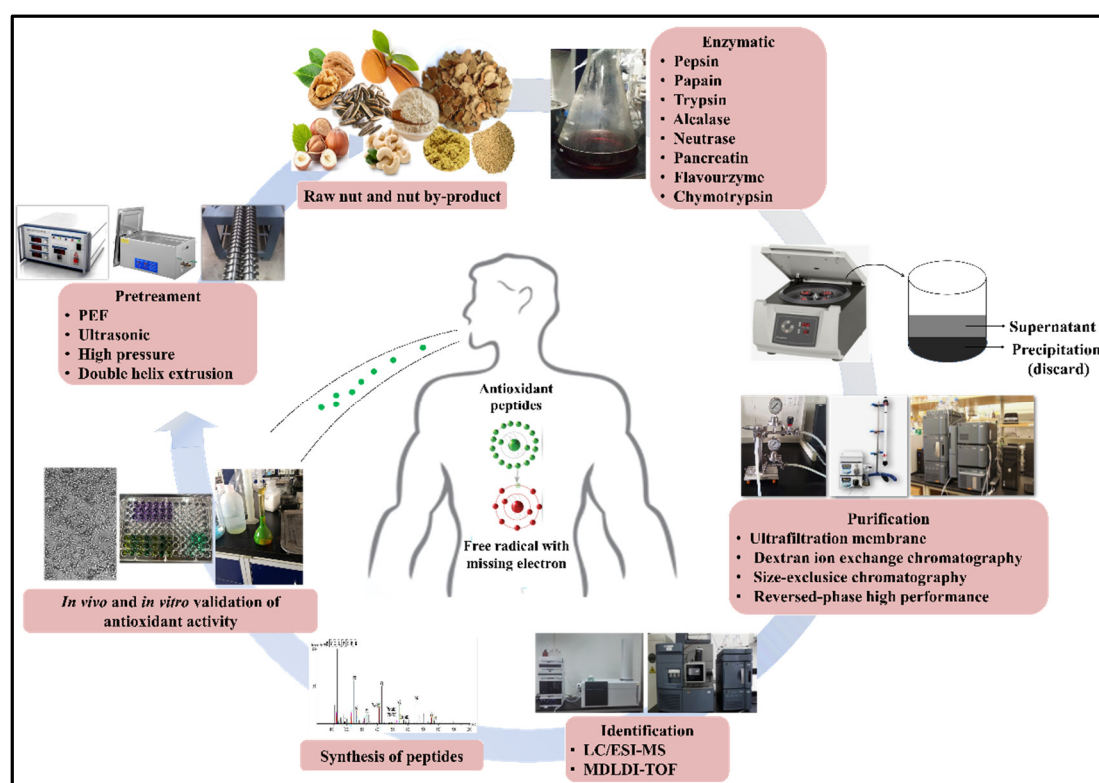 Enzymatic
• Pepsin
• Papain
• Trypsin
• Alcalase
• Neutrase
• Pancreatin
• Flavourzyme
• Chymotrypsin
Raw nut and nut by-product
Pretreament
• PEF
• Ultrasonic
• High pressure
• Double helix extrusion
Supernatant
Precipitation
(discard)
Antioxidant
peptides
Free radical with
missing electron
Purification
• Ultrafiltration membrane
• Dextran ion exchange chromatography
• Size-exclusice chromatography
• Reversed-phase high performance
In vivo and in vitro validation of
antioxidant activity
Synthesis of peptides
Identification
▪ LC/ESI-MS
▪ MDLDI-TOF